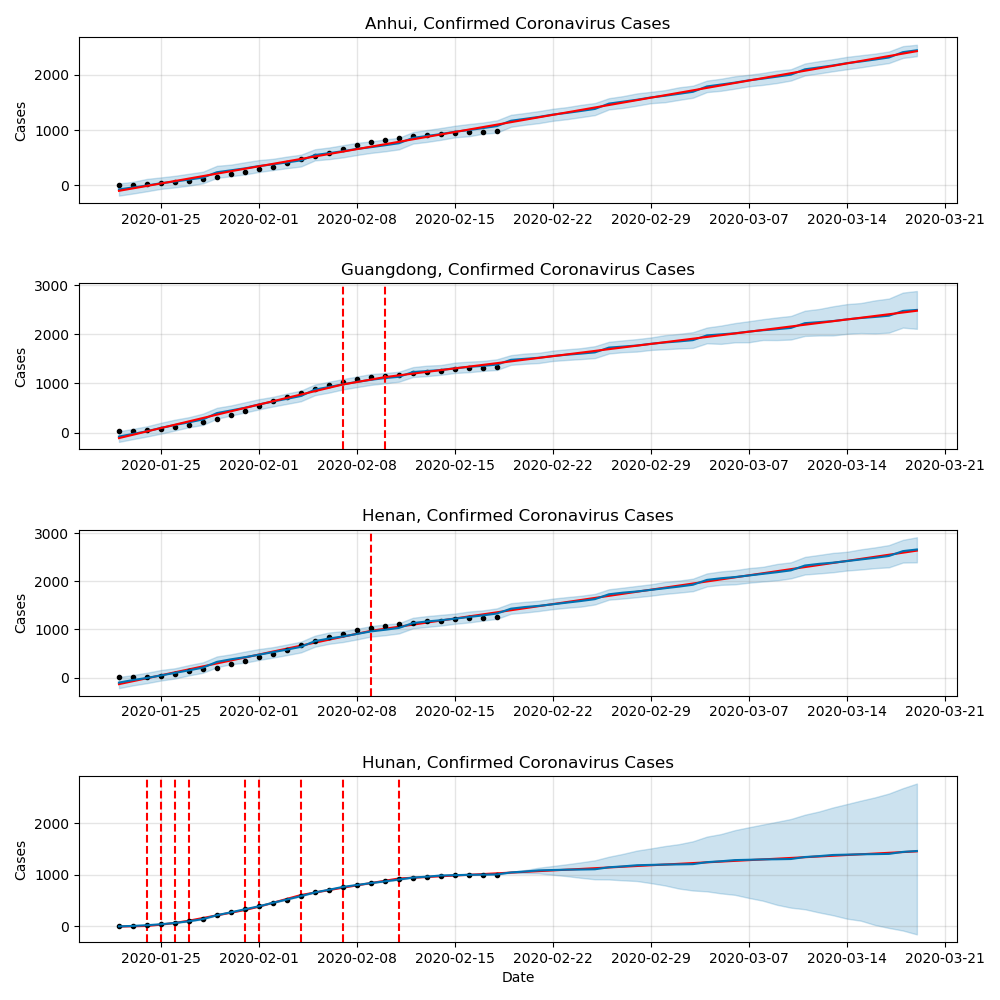 Anhui, Confirmed Coronavirus Cases
2000
1000
0
Cases
2020-01-25 2020-02-01 2020-02-08 2020-02-15 2020-02-22 2020-02-29 2020-03-07 2020-03-14 2020-03-21
Guangdong, Confirmed Coronavirus Cases
3000
2000
1000
0
Cases
2020-01-25 2020-02-01 2020-02-08 2020-02-15 2020-02-22 2020-02-29 2020-03-07 2020-03-14 2020-03-21
Henan, Confirmed Coronavirus Cases
3000
2000
1000
0
Cases
2020-01-25 2020-02-01 2020-02-08 2020-02-15 2020-02-22 2020-02-29 2020-03-07 2020-03-14 2020-03-21
Hunan, Confirmed Coronavirus Cases
2000
1000
0
Cases
2020-01-25 2020-02-01 2020-02-08 2020-02-15 2020-02-22 2020-02-29 2020-03-07 2020-03-14 2020-03-21
Date